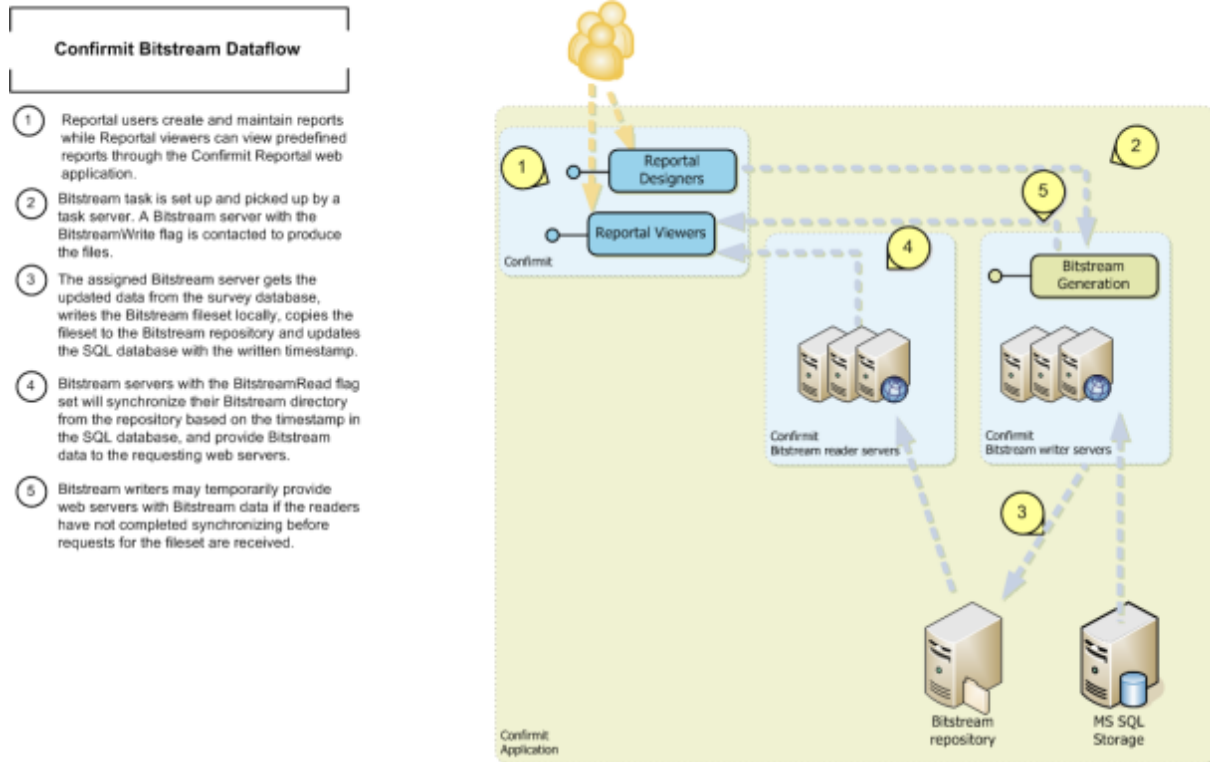 Confirmit Bitstream Dataflow
1
Reportal users create and maintain reports
while Reportal viewers can view predefined
reports through the Confirmit Reportal web
application.
2
Bitstream task is set up and picked up by a
task server. A Bitstream server with the
BitstreamWrite flag is contacted to produce
the files.
3
The assigned Bitstream server gets the
updated data from the survey database,
writes the Bitstream fileset locally, copies the
fileset to the Bitstream repository and updates
the SQL database with the written timestamp.
4
Bitstream servers with the BitstreamRead flag
set will synchronize their Bitstream directory
from the repository based on the timestamp in
the SQL database, and provide Bitstream
data to the requesting web servers.
5
Bitstream writers may temporarily provide
web servers with Bitstream data if the readers
have not completed synchronizing before
requests for the fileset are received.
1
Reportal
Designers
Reportal Viewers
Confirmit
2
5
4
Bitstream
Generation
Confirmit
Bitstream reader servers
Confirmit
Bitstream writer servers
3
Bitstream
repository
MS SQL
Storage
Confirmit
Application